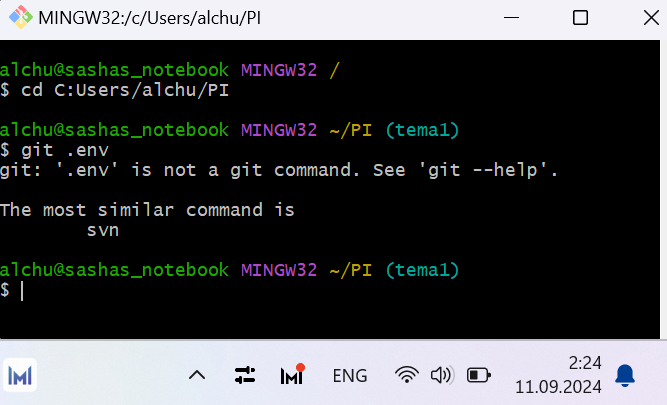 MINGW32:/c/Users/alchu/PI
alchu@sashas_notebook MINGW32 /
$ cd C:Users/alchu/PI
alchu@sashas_notebook MINGW32 ~/PI (tema1)
$ git .env
git: '.env' is not a git command. See 'git --help'.
The most similar command is
svn
alchu@sashas_notebook MINGW32 ~/PI (tema1)
$
ENG
2:24
11.09.2024